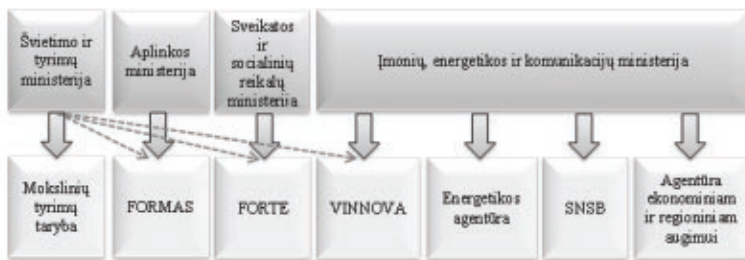 Švietimo ir
tyrimų
ministerija
Aplinkos
ministerija
Sveikatos
ir
socialinių
reikalų
ministerija
Įmonių, energetikos ir komunikacijų ministerija
Mokslinių
tyrimų
taryba
FORMAS
FORTE
VINNOVA
Energetikos
agentūra
SNSB
Agentūra
ekonominiam
ir regioniniam
augimui